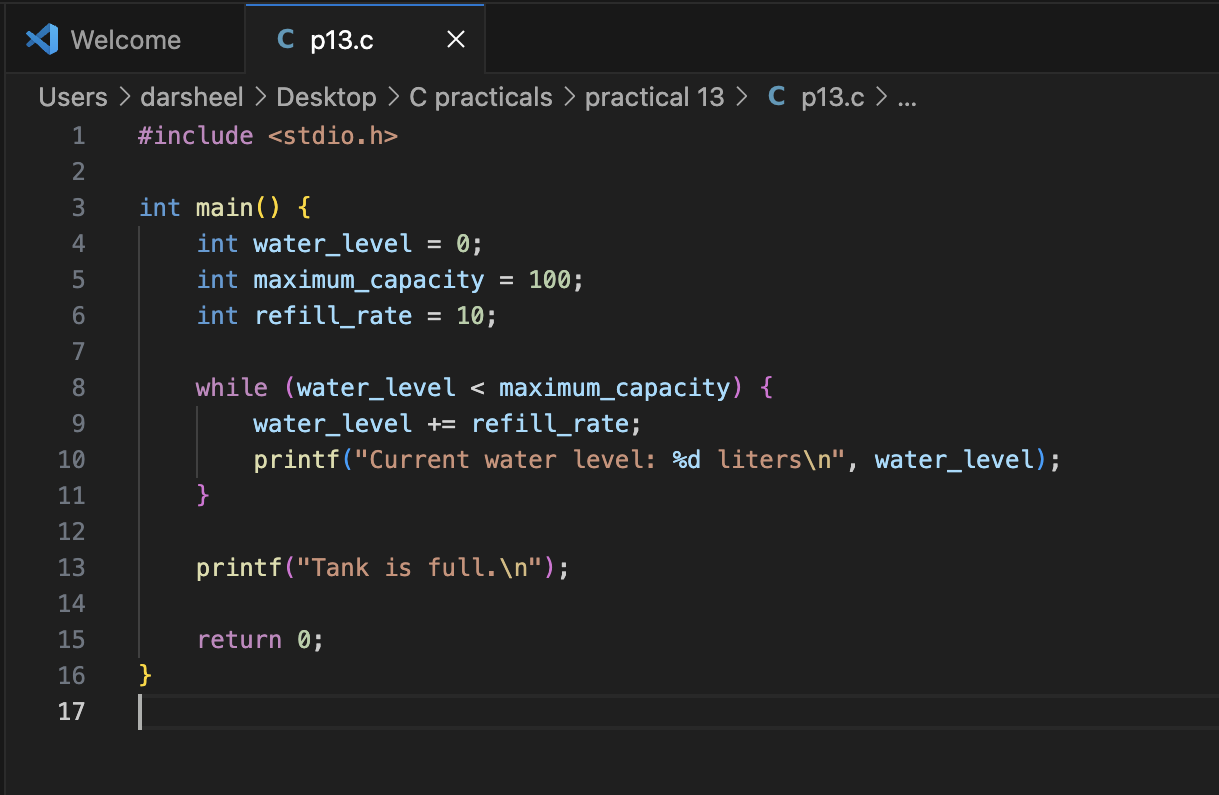 Welcome
C p13.c ×
Users > darsheel > Desktop > C practicals > practical 13 > C p13.c > ...
1 #include <stdio.h>
2
3 int main() {
4     int water_level = 0;
5     int maximum_capacity = 100;
6     int refill_rate = 10;
7
8     while (water_level < maximum_capacity) {
9         water_level += refill_rate;
10         printf("Current water level: %d liters\n", water_level);
11     }
12
13     printf("Tank is full.\n");
14
15     return 0;
16 }
17